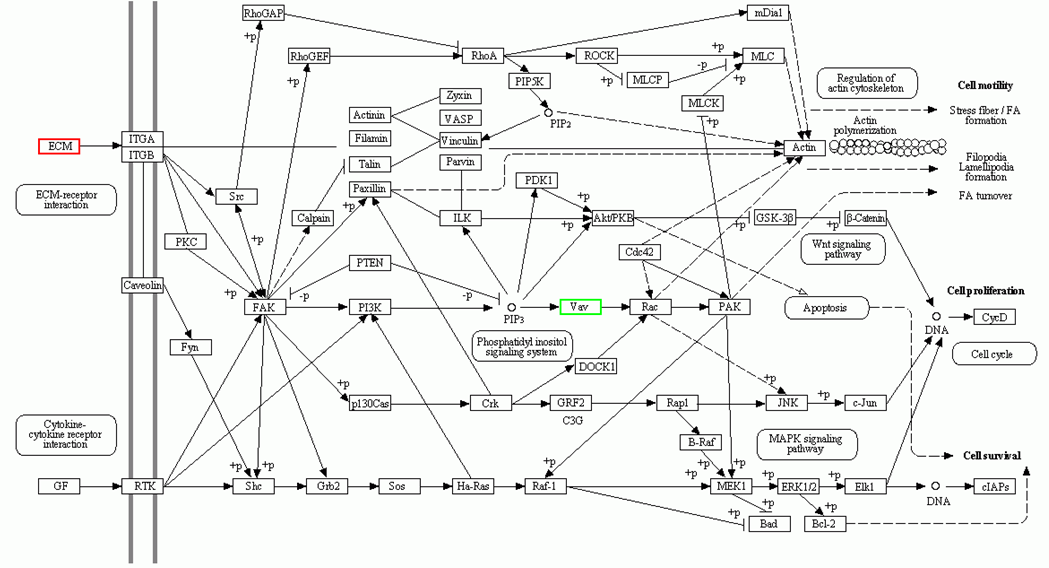 RhoGAP
mDia1
+p
RhoGEF
RhoA
ROCK
+p
MLC
+p
-p
+p
MLCP
+p
PIP5K
MLCK
+p
Regulation of
actin cytoskeleton
Cell motility
Zyxin
Actinin
VASP
PIP2
Stress fiber / FA
formation
Actin
polymerization
ECM
ITGA
ITGB
Filamin
Vinculin
Actin
Talin
Parvin
Filopodia
Lamellipodia
formation
ECM-receptor
interaction
Src
Paxillin
PDK1
FA turnover
+p
+p
Calpain
ILK
+p
+p
Akt/PKB
GSK-3β
β-Catenin
+p
PKC
PTEN
Cdc42
Wnt signaling
pathway
Caveolin
+p
-p
-p
Cell proliferation
FAK
PI3K
PIP3
Vav
Rac
PAK
Apoptosis
DNA
CycD
Fyn
Phosphatidyl inositol
signaling system
DOCK1
Cell cycle
+p
+p
+p
p130Cas
Crk
GRF2
C3G
Rap1
JNK
c-Jun
Cytokine-
cytokine receptor
interaction
B-Raf
MAPK signaling
pathway
Cell survival
+p
+p
+p
+p
+p
+p
+p
GF
RTK
Shc
Grb2
Sos
Ha-Ras
Raf-1
MEK1
ERK1/2
Elk1
DNA
cIAPs
+p
+p
Bad
Bcl-2